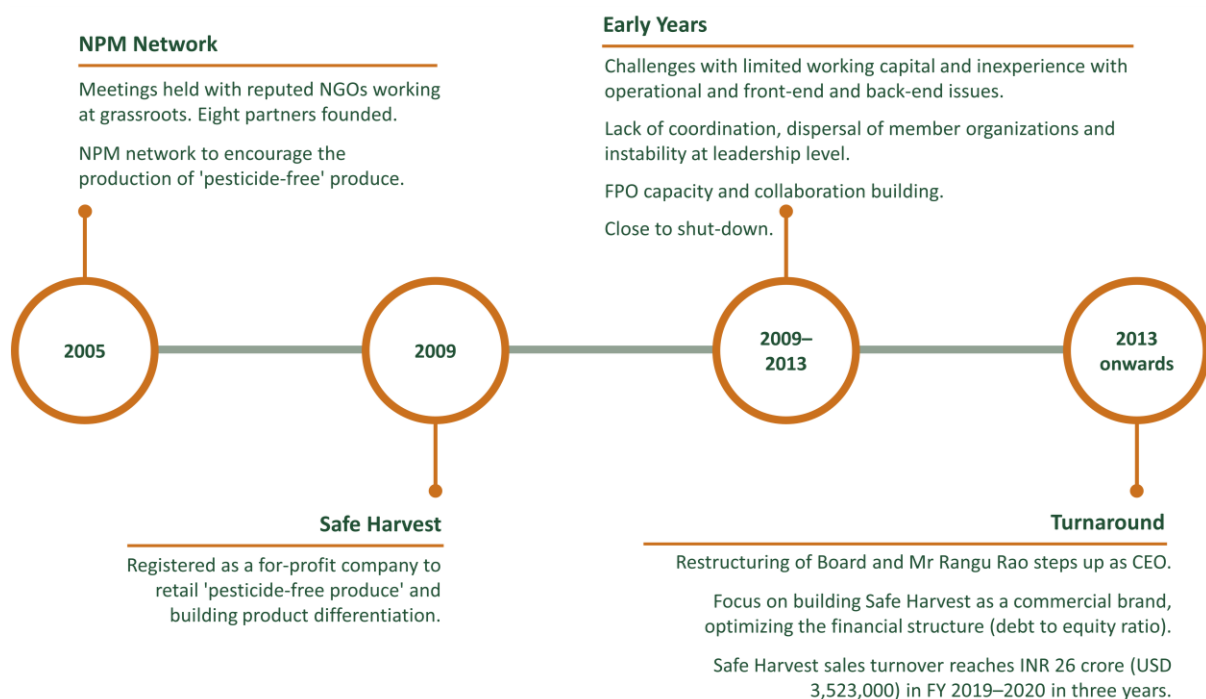 NPM Network
Meetings held with reputed NGOs working
at grassroots. Eight partners founded.
NPM network to encourage the
production of 'pesticide-free' produce.
Early Years
Challenges with limited working capital and inexperience with
operational and front-end and back-end issues.
Lack of coordination, dispersal of member organizations and
instability at leadership level.
FPO capacity and collaboration building.
Close to shut-down.
2005
2009
2009–
2013
2013
onwards
Safe Harvest
Registered as a for-profit company to
retail 'pesticide-free produce' and
building product differentiation.
Turnaround
Restructuring of Board and Mr Rangu Rao steps up as CEO.
Focus on building Safe Harvest as a commercial brand,
optimizing the financial structure (debt to equity ratio).
Safe Harvest sales turnover reaches INR 26 crore (USD
3,523,000) in FY 2019–2020 in three years.